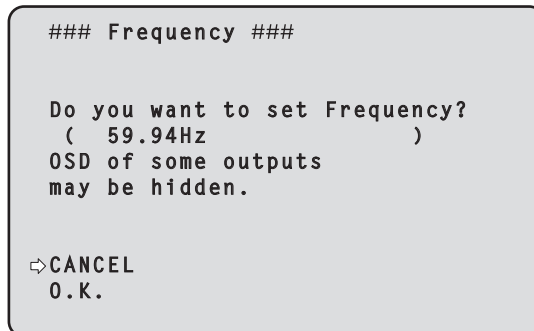 ### Frequency ###
Do you want to set Frequency?
( 59.94Hz )
OSD of some outputs
may be hidden.
⇨CANCEL
O.K.